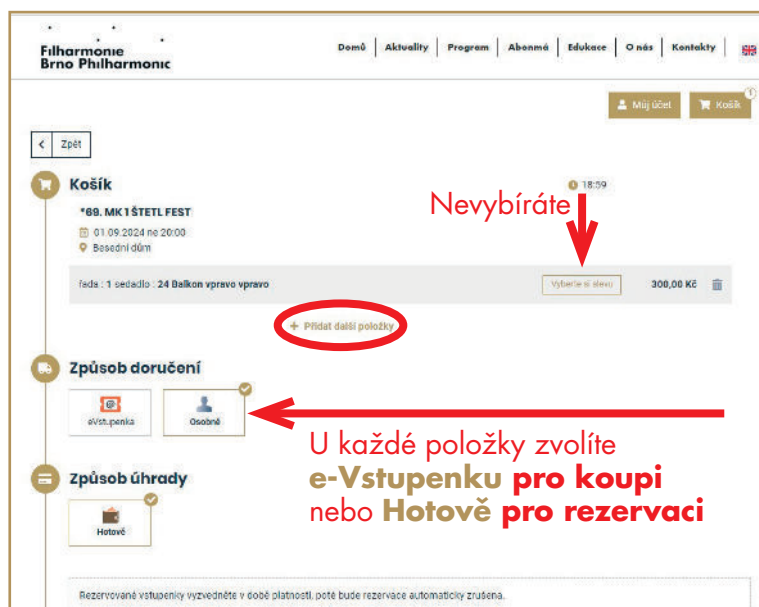 Filharmonie
Brno Philharmonic
Domů Aktuality Program Abonmá Edukace O nás Kontakty
Můj účet Košík 1
Zpět
Košík
18:59
*69. MK 1 ŠTETL FEST
Nevybíráte
01.09.2024 ne 20:00
Besední dům
řada : 1 sedadlo : 24 Balkon vpravo vpravo Vyberte si slevu 300,00 Kč
+ Přidat další položky
Způsob doručení
eVstupenka Osobně
U každé položky zvolíte
e-Vstupenku pro koupi
nebo Hotově pro rezervaci
Způsob úhrady
Hotově
Rezervované vstupenky vyzvedněte v době platnosti, poté bude rezervace automaticky zrušena.